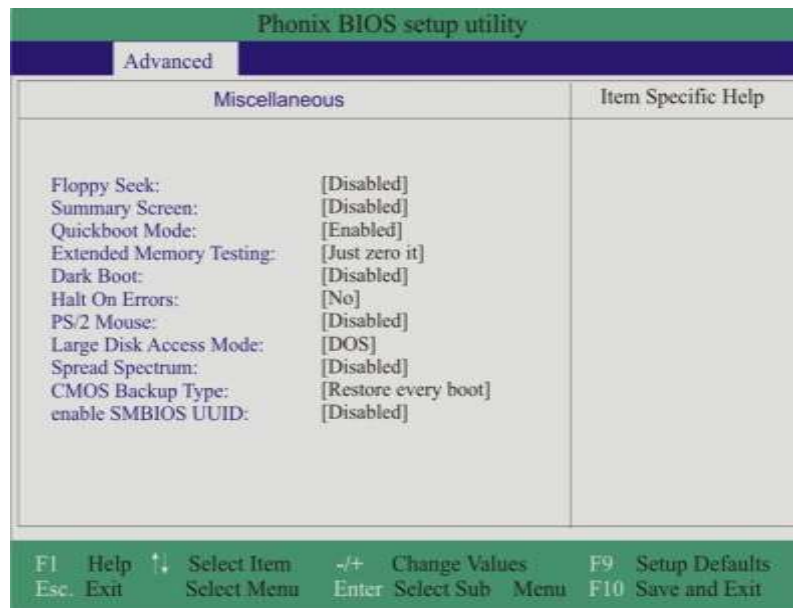 Phonix BIOS setup utility
Advanced
Miscellaneous
Item Specific Help
Floppy Seek: [Disabled]
Summary Screen: [Disabled]
Quickboot Mode: [Enabled]
Extended Memory Testing: [Just zero it]
Dark Boot: [Disabled]
Halt On Errors: [No]
PS/2 Mouse: [Disabled]
Large Disk Access Mode: [DOS]
Spread Spectrum: [Disabled]
CMOS Backup Type: [Restore every boot]
enable SMBIOS UUID: [Disabled]
F1 Help ↑↓ Select Item -/+ Change Values F9 Setup Defaults
Esc. Exit Select Menu Enter Select Sub Menu F10 Save and Exit